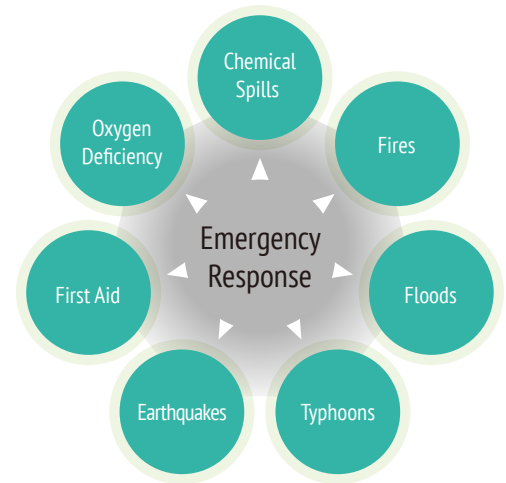 Chemical
Spills
Fires
Floods
Typhoons
Earthquakes
First Aid
Oxygen
Deficiency
Emergency
Response